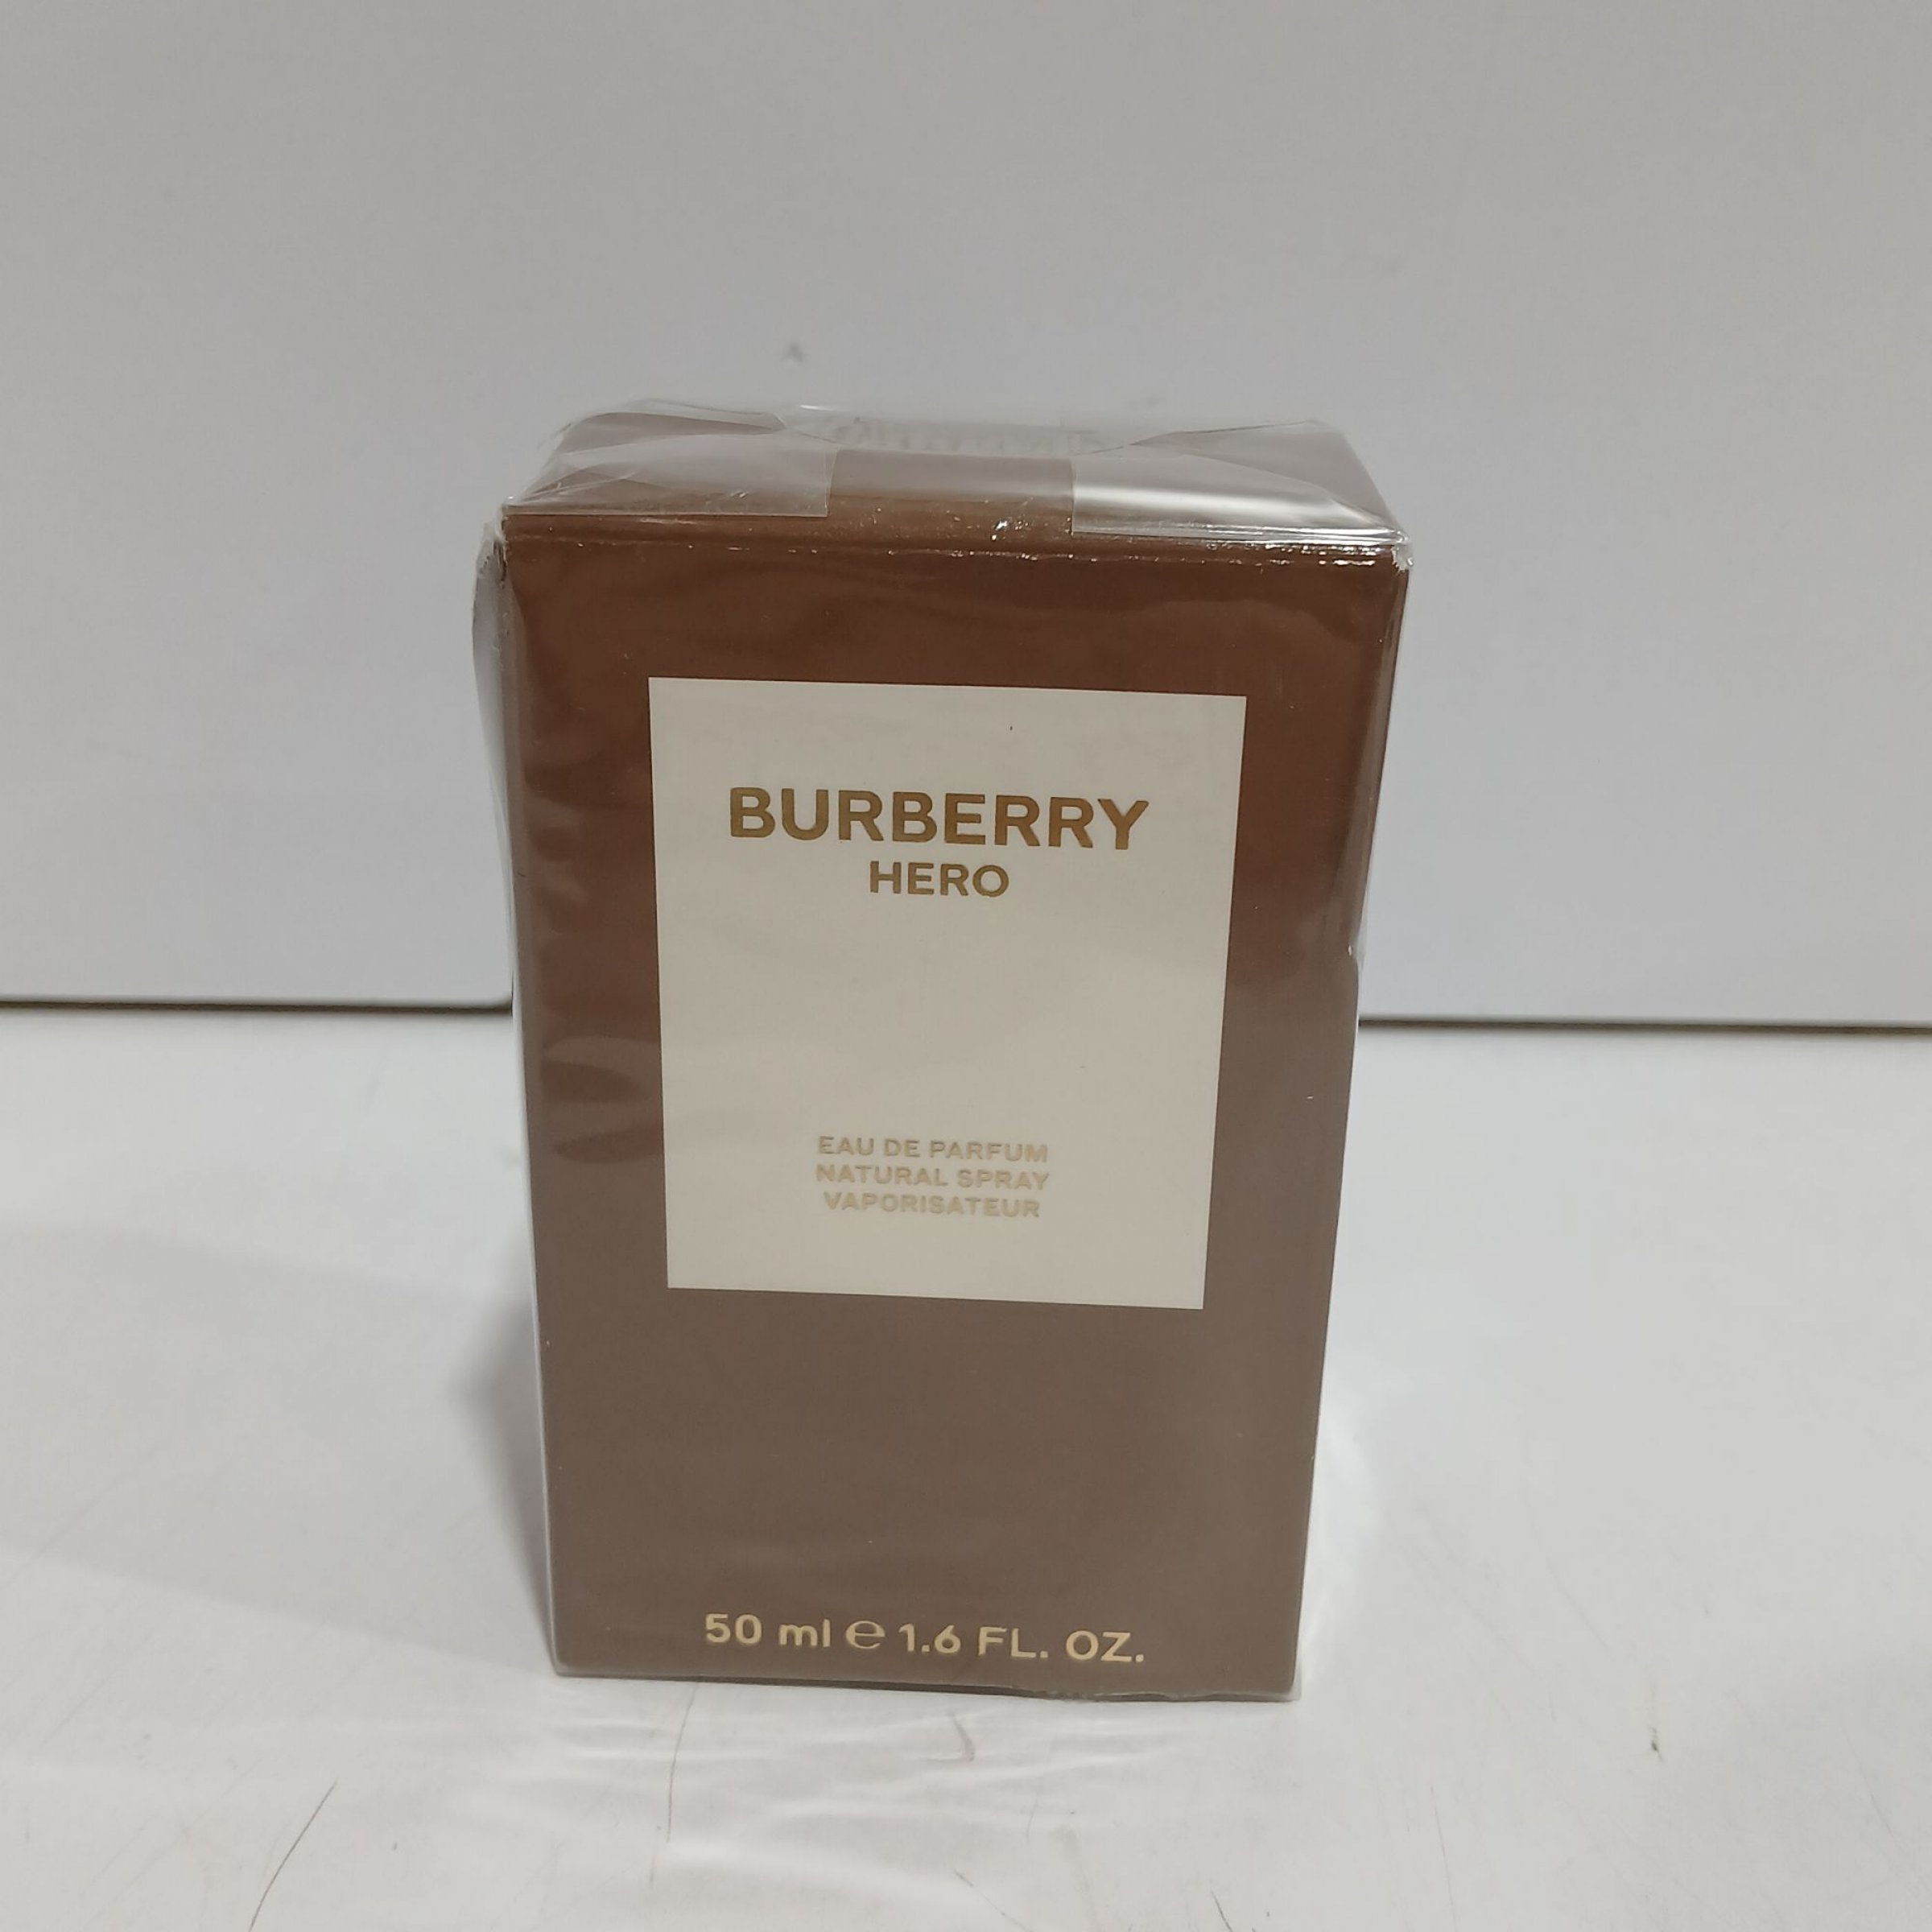 BURBERRY
HERO
EAU DE PARFUM
NATURAL SPRAY
VAPORISATEUR
50 ml ℮ 1.6 FL. OZ.